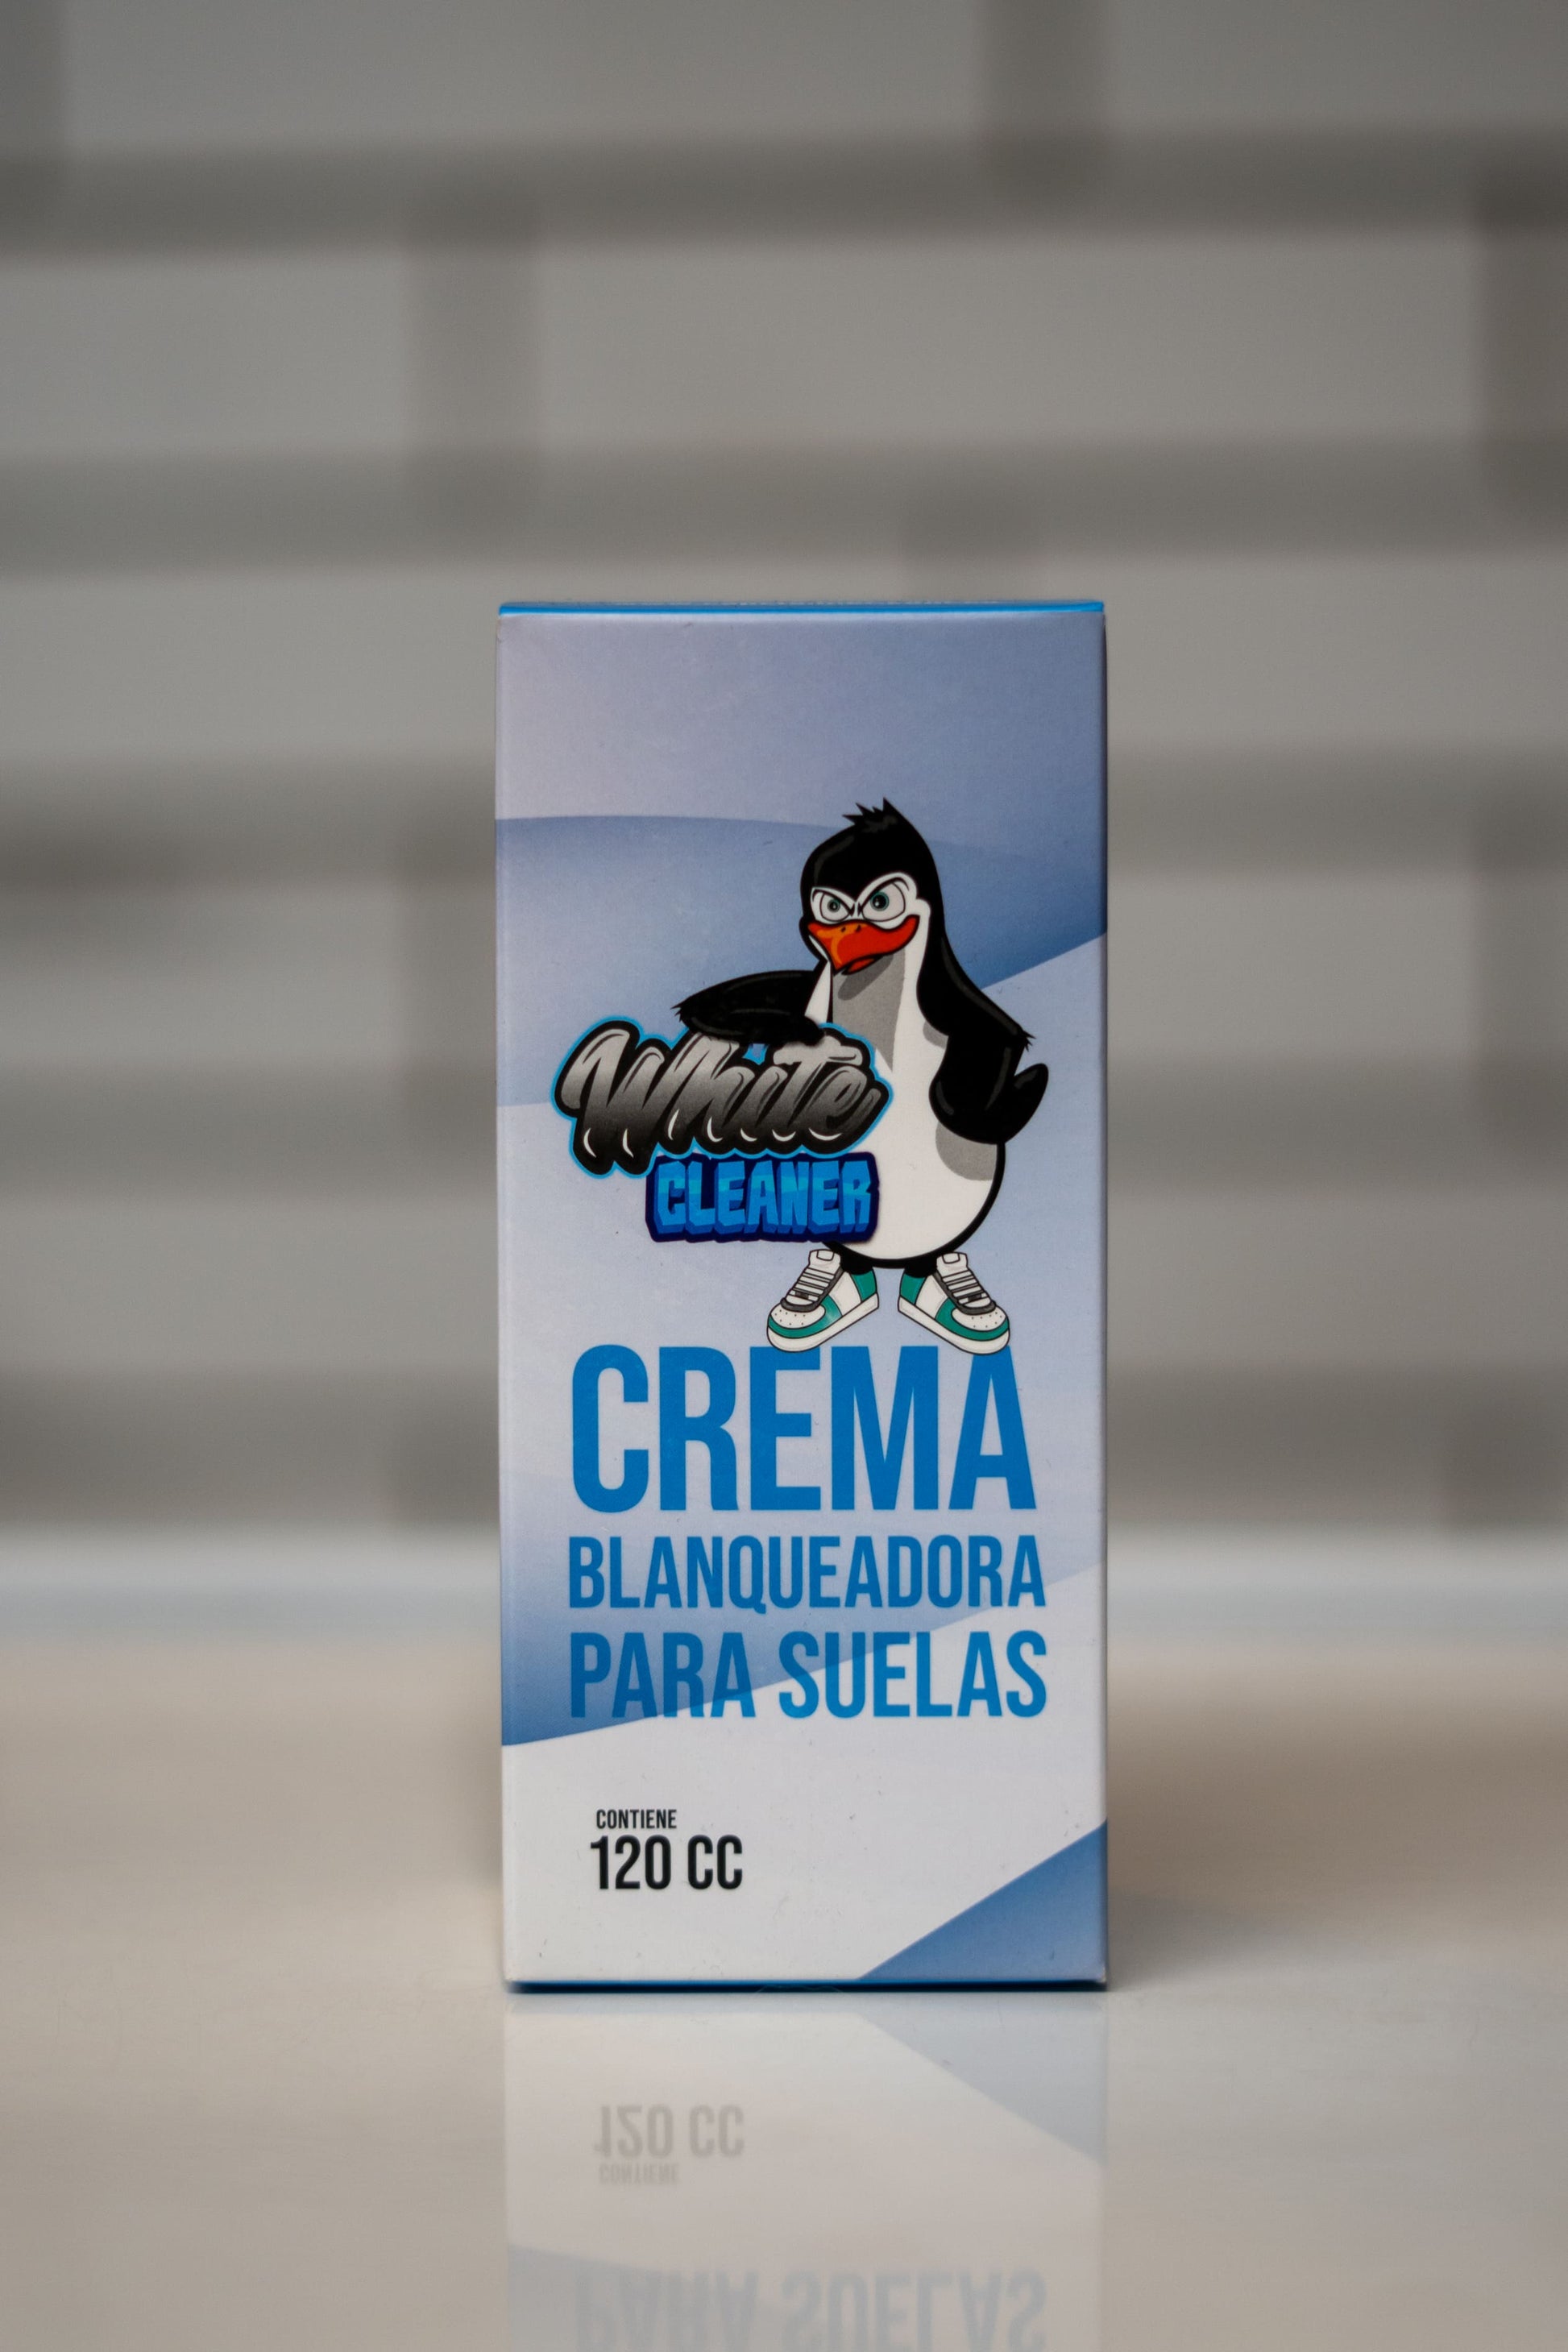 White
CLEANER
CREMA
BLANQUEADORA
PARA SUELAS
CONTIENE
120 CC